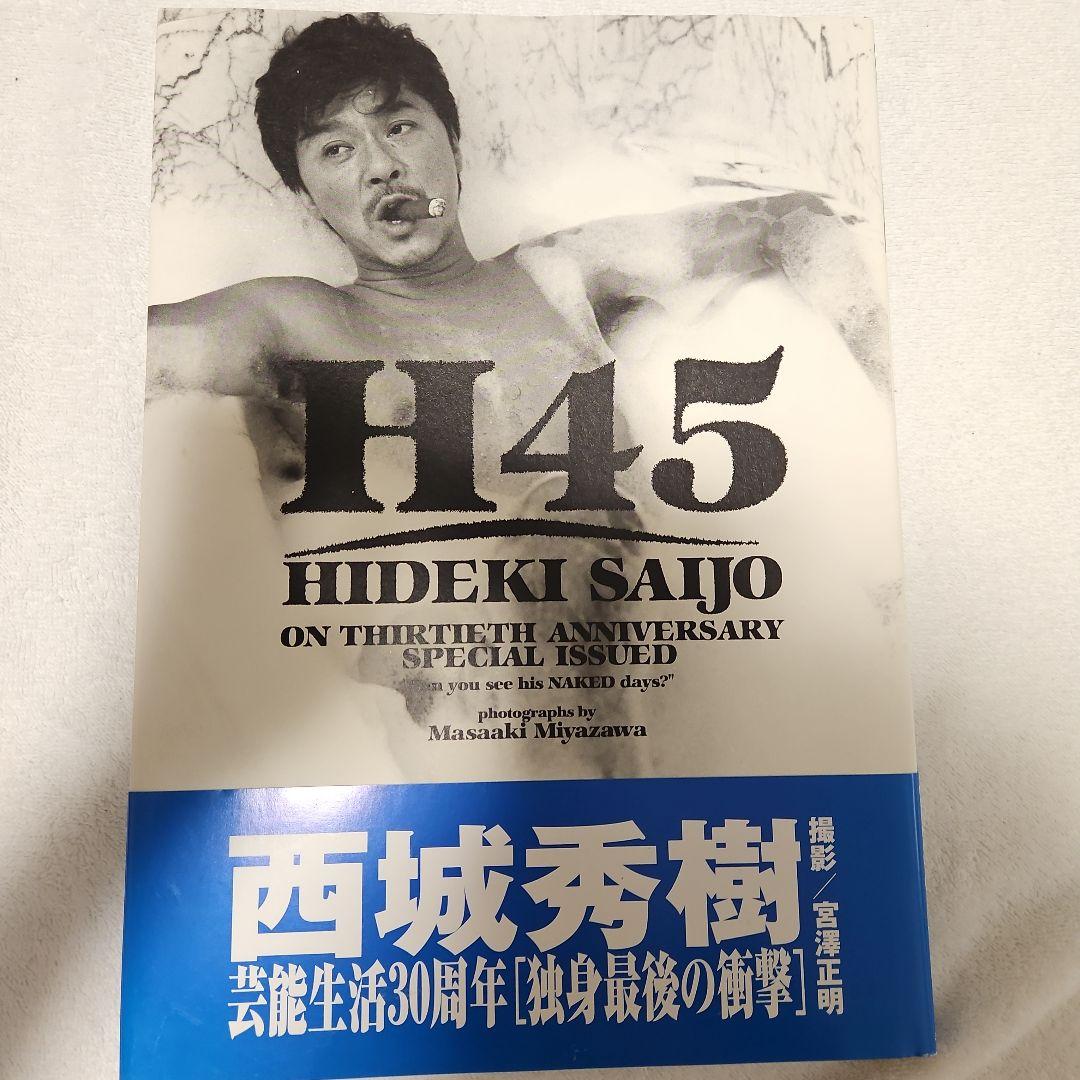 H45
HIDEKI SAIJO
ON THIRTIETH ANNIVERSARY
SPECIAL ISSUED
you see his NAKED days?"
photographs by
Masaaki Miyazawa
西城秀樹
芸能生活30周年[独身最後の衝撃]
撮影/宮澤正明